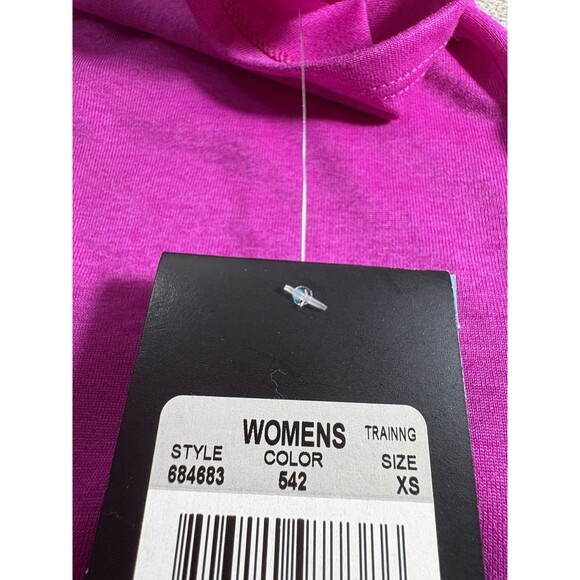 WOMENS TRAINNG
STYLE COLOR SIZE
684683 542 XS